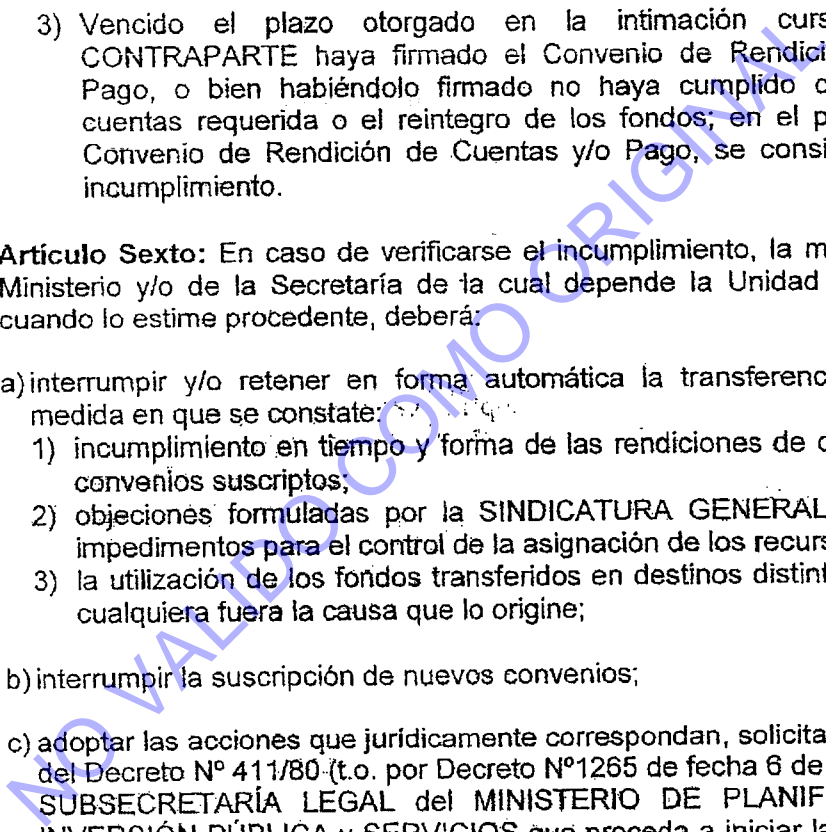 3) Vencido el plazo otorgado en la intimación curs
CONTRAPARTE haya firmado el Convenio de Rendici
Pago, o bien habiéndolo firmado no haya cumplido c
cuentas requerida o el reintegro de los fondos; en el p
Convenio de Rendición de Cuentas y/o Pago, se consi
incumplimiento.
Artículo Sexto: En caso de verificarse el incumplimiento, la m
Ministerio y/o de la Secretaría de la cual depende la Unidad
cuando lo estime procedente, deberá:
a) interrumpir y/o retener en forma automática la transferenc
medida en que se constate:
1) incumplimiento en tiempo y forma de las rendiciones de c
convenios suscriptos;
2) objeciones formuladas por la SINDICATURA GENERAL
impedimentos para el control de la asignación de los recurs
3) la utilización de los fondos transferidos en destinos distint
cualquiera fuera la causa que lo origine;
b) interrumpir la suscripción de nuevos convenios;
c) adoptar las acciones que jurídicamente correspondan, solicita
del Decreto Nº 411/80 (t.o. por Decreto Nº1265 de fecha 6 de
SUBSECRETARÍA LEGAL del MINISTERIO DE PLANIF
INVERSIÓN PÚBLICA y SERVICIOS que proceda a iniciar la
NO VALIDO COMO ORIGINAL